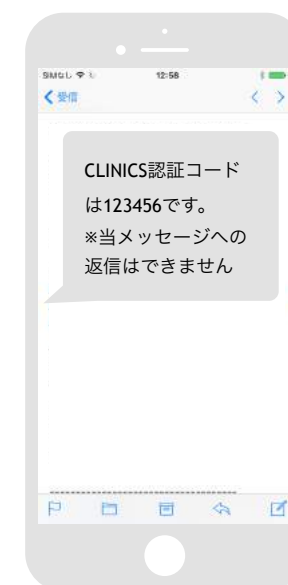 SIMなし 12:58
受信
CLINICS認証コード
は123456です。
※当メッセージへの
返信はできません